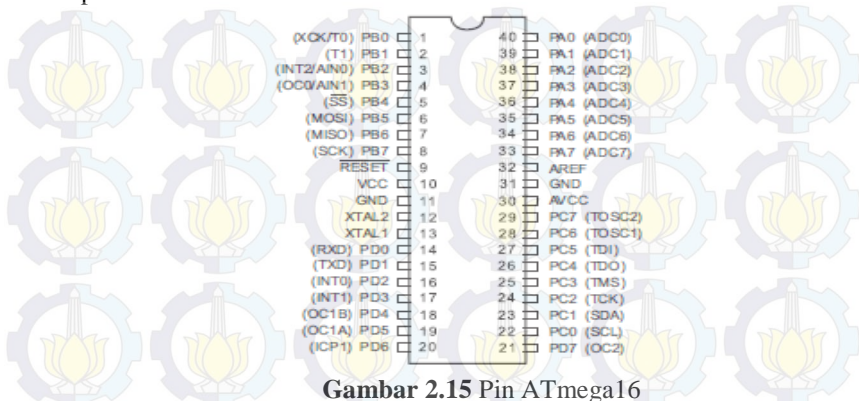 (XCK/T0) PB0 1 40 PA0 (ADC0)
(T1) PB1 2 39 PA1 (ADC1)
(INT2/AIN0) PB2 3 38 PA2 (ADC2)
(OC0/AIN1) PB3 4 37 PA3 (ADC3)
(SS) PB4 5 36 PA4 (ADC4)
(MOSI) PB5 6 35 PA5 (ADC5)
(MISO) PB6 7 34 PA6 (ADC6)
(SCK) PB7 8 33 PA7 (ADC7)
RESET 9 32 AREF
VCC 10 31 GND
GND 11 30 AVCC
XTAL2 12 29 PC7 (TOSC2)
XTAL1 13 28 PC6 (TOSC1)
(RXD) PD0 14 27 PC5 (TDI)
(TXD) PD1 15 26 PC4 (TDO)
(INT0) PD2 16 25 PC3 (TMS)
(INT1) PD3 17 24 PC2 (TCK)
(OC1B) PD4 18 23 PC1 (SDA)
(OC1A) PD5 19 22 PC0 (SCL)
(ICP1) PD6 20 21 PD7 (OC2)
Gambar 2.15 Pin ATmega16